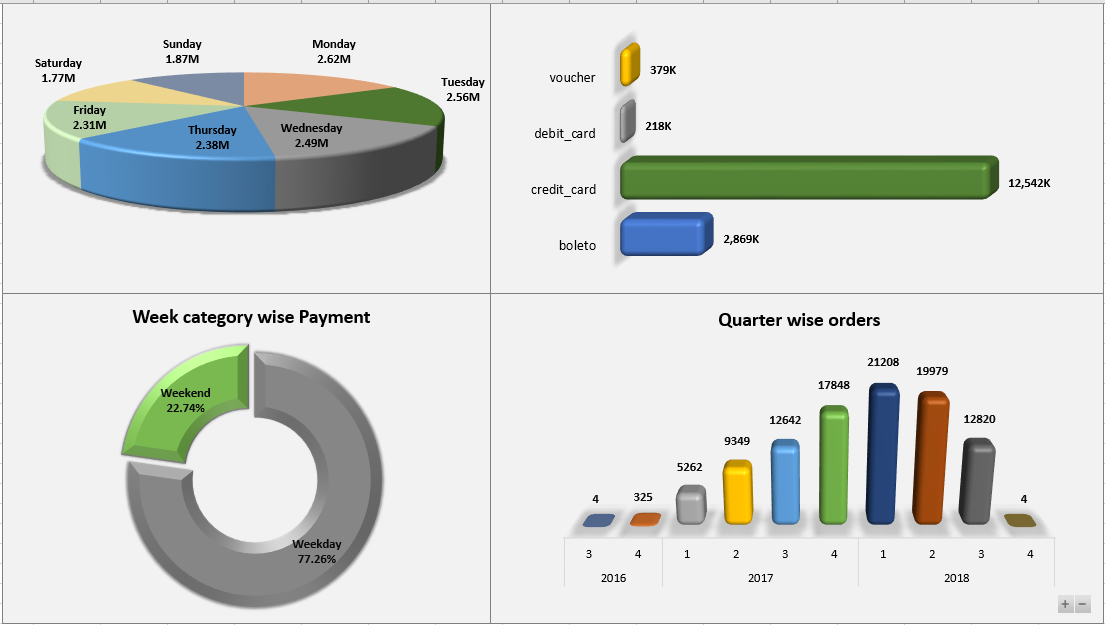 Sunday
1.87M
Monday
2.62M
Saturday
1.77M
Tuesday
2.56M
Friday
2.31M
Thursday
2.38M
Wednesday
2.49M
voucher
379K
debit_card
218K
credit_card
12,542K
boleto
2,869K
Week category wise Payment
Weekend
22.74%
Weekday
77.26%
Quarter wise orders
4
325
5262
9349
12642
17848
21208
19979
12820
4
3 4 1 2 3 4 1 2 3 4
2016 2017 2018
+ −